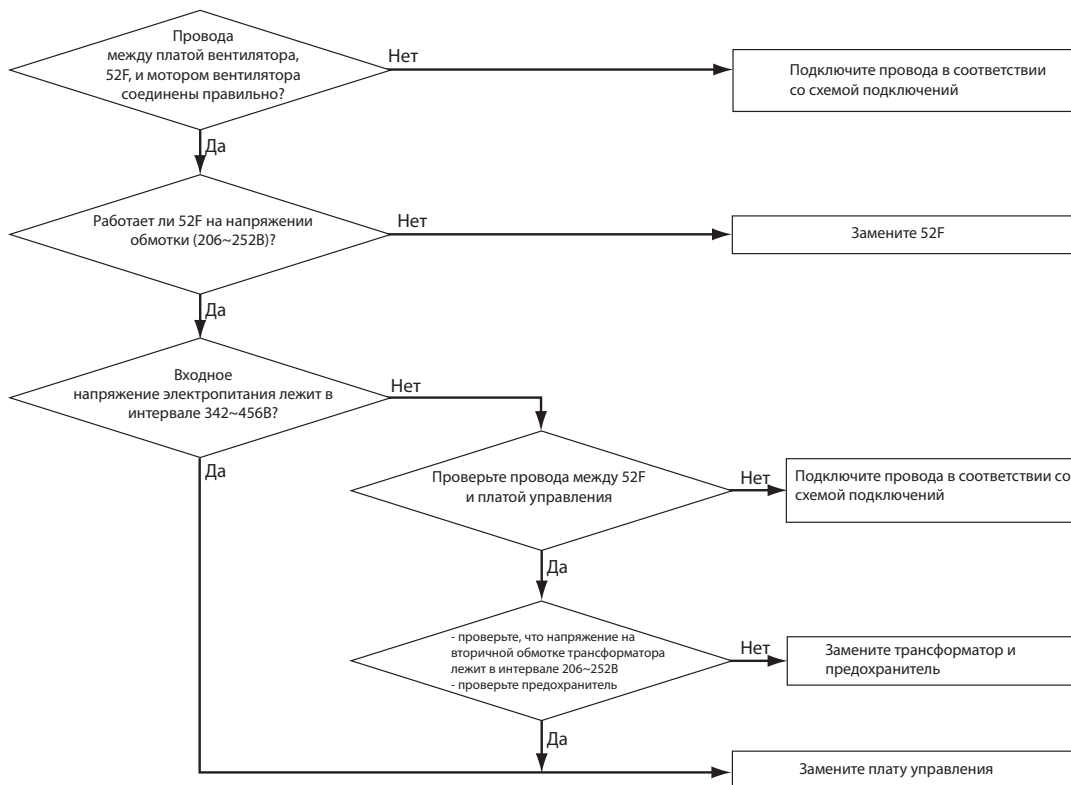 Провода
между платой вентилятора,
52F, и мотором вентилятора
соединены правильно?
Нет
Подключите провода в соответствии
со схемой подключений
Да
Работает ли 52F на напряжении
обмотки (206~252В)?
Нет
Замените 52F
Да
Входное
напряжение электропитания лежит в
интервале 342~456В?
Нет
Да
Проверьте провода между 52F
и платой управления
Нет
Подключите провода в соответствии со
схемой подключений
Да
- проверьте, что напряжение на
вторичной обмотке трансформатора
лежит в интервале 206~252В
- проверьте предохранитель
Нет
Замените трансформатор и
предохранитель
Да
Замените плату управления